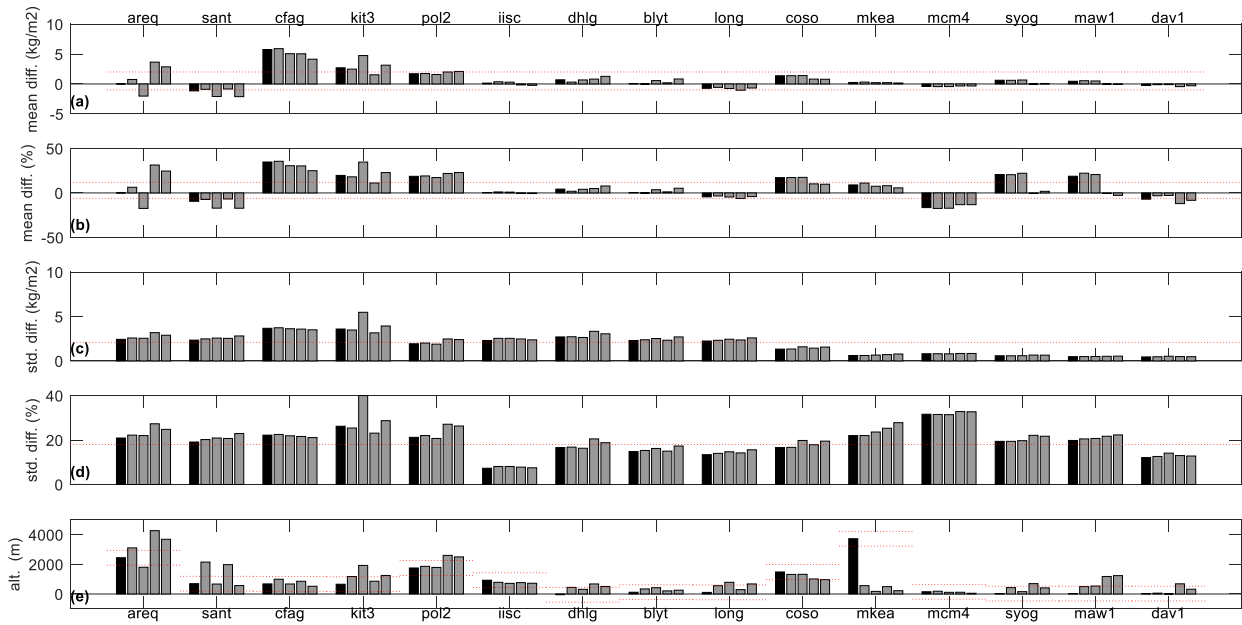 areq sant cfag kit3 pol2 iisc dhlg blyt long coso mkea mcm4 syog maw1 dav1
mean diff. (kg/m2)
10
5
0
-5
(a)
mean diff. (%)
50
0
-50
(b)
std. diff. (kg/m2)
10
5
0
(c)
std. diff. (%)
40
20
0
(d)
alt. (m)
4000
2000
0
(e)
areq sant cfag kit3 pol2 iisc dhlg blyt long coso mkea mcm4 syog maw1 dav1